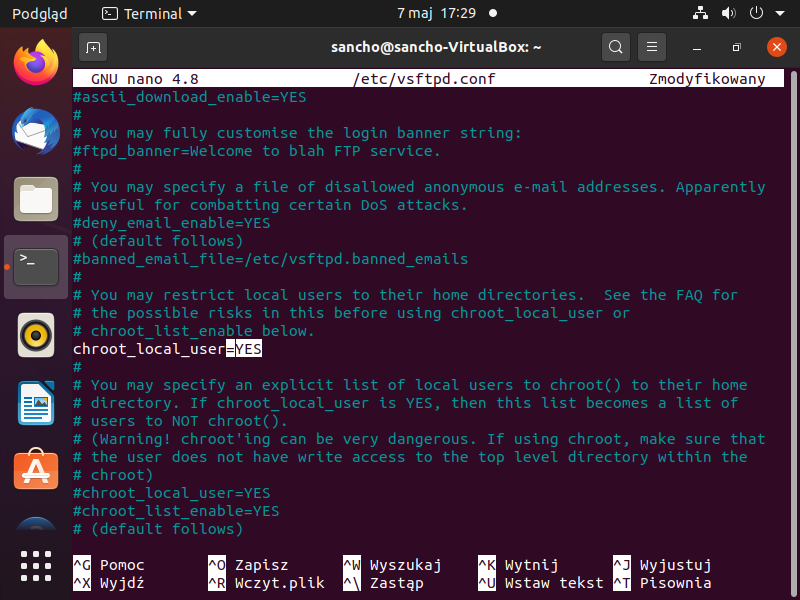 Podgląd Terminal 7 maj 17:29
sancho@sancho-VirtualBox: ~
GNU nano 4.8 /etc/vsftpd.conf Zmodyfikowany
#ascii_download_enable=YES
#
# You may fully customise the login banner string:
#ftpd_banner=Welcome to blah FTP service.
#
# You may specify a file of disallowed anonymous e-mail addresses. Apparently
# useful for combatting certain DoS attacks.
#deny_email_enable=YES
# (default follows)
#banned_email_file=/etc/vsftpd.banned_emails
#
# You may restrict local users to their home directories.  See the FAQ for
# the possible risks in this before using chroot_local_user or
# chroot_list_enable below.
chroot_local_user=YES
#
# You may specify an explicit list of local users to chroot() to their home
# directory. If chroot_local_user is YES, then this list becomes a list of
# users to NOT chroot().
# (Warning! chroot'ing can be very dangerous. If using chroot, make sure that
# the user does not have write access to the top level directory within the
# chroot)
#chroot_local_user=YES
#chroot_list_enable=YES
# (default follows)
^G Pomoc ^O Zapisz ^W Wyszukaj ^K Wytnij ^J Wyjustuj
^X Wyjdź ^R Wczyt.plik ^\ Zastąp ^U Wstaw tekst ^T Pisownia